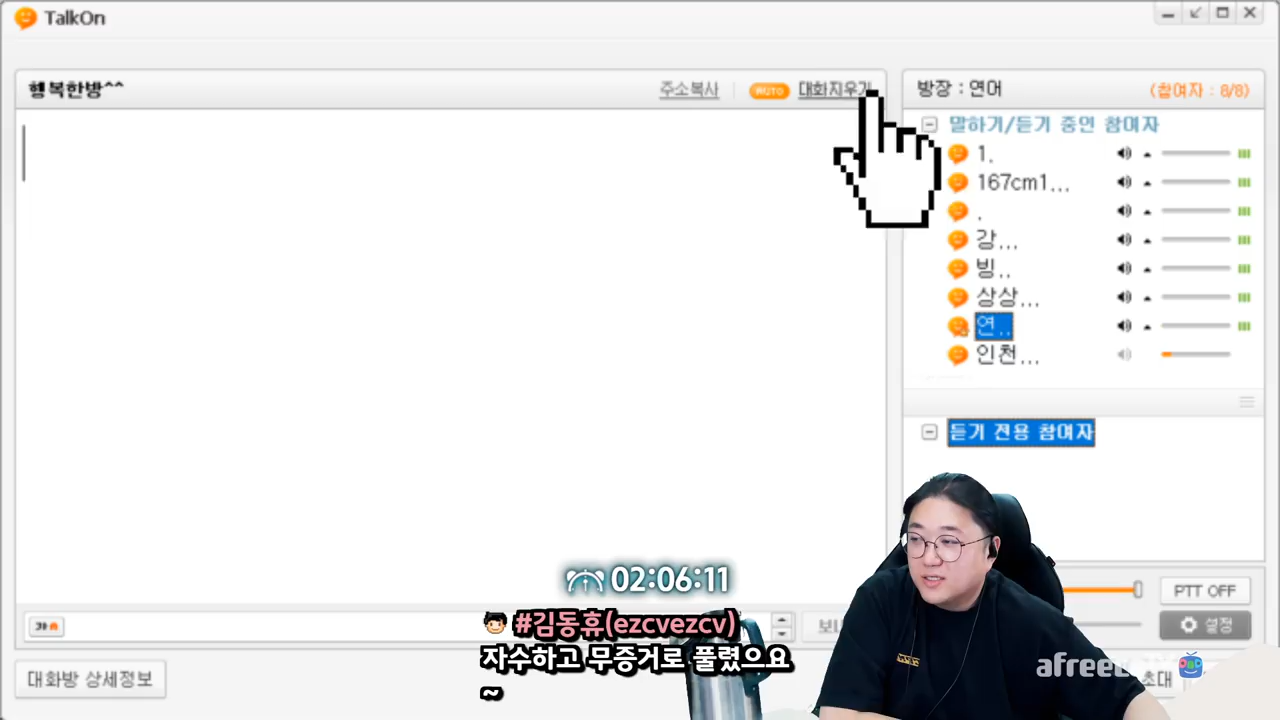 TalkOn
행복한방^^
주소복사
AUTO
대화지우기
방장 : 연어
(참여자 : 8/8)
말하기/듣기 중인 참여자
1.
167cm1...
.
강...
빙..
상상...
연..
인천...
듣기 전용 참여자
02:06:11
#김동휴(ezcvezcv)
자수하고 무증거로 풀렸으요
~
가
PTT OFF
설정
대화방 상세정보
초대